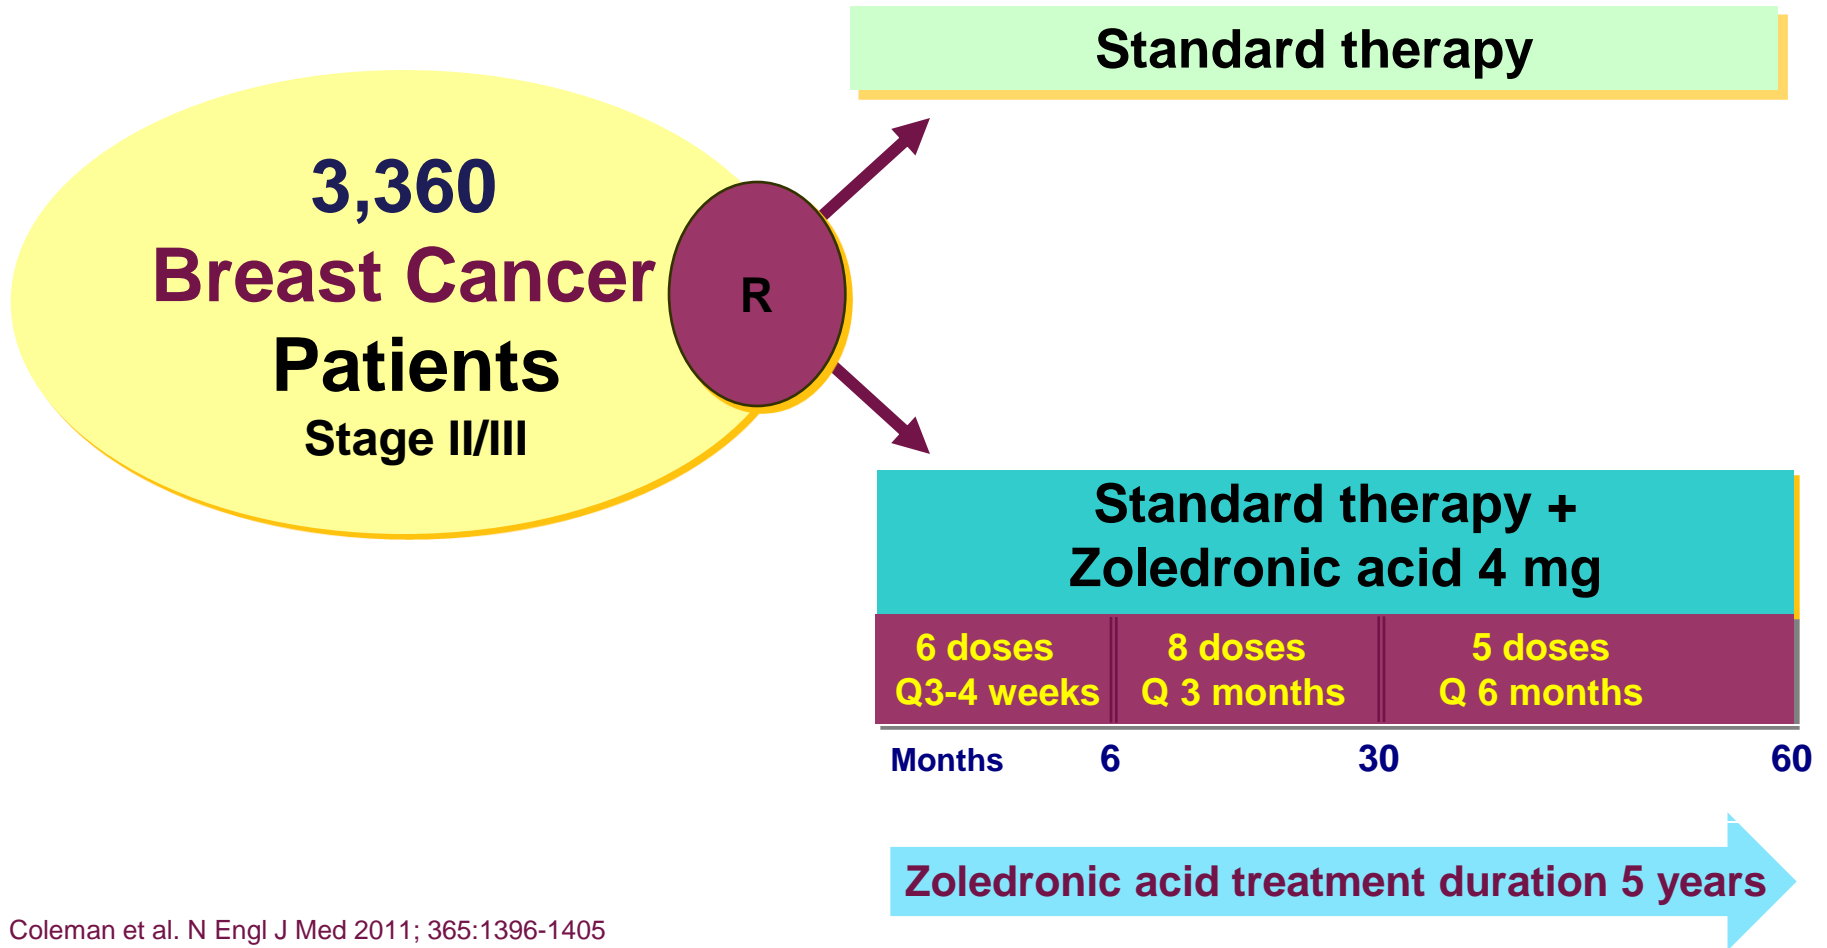 Standard therapy
3,360
Breast Cancer
Patients
Stage II/III
R
Standard therapy +
Zoledronic acid 4 mg
6 doses
Q3-4 weeks
8 doses
Q 3 months
5 doses
Q 6 months
Months 6 30 60
Zoledronic acid treatment duration 5 years
Coleman et al. N Engl J Med 2011; 365:1396-1405